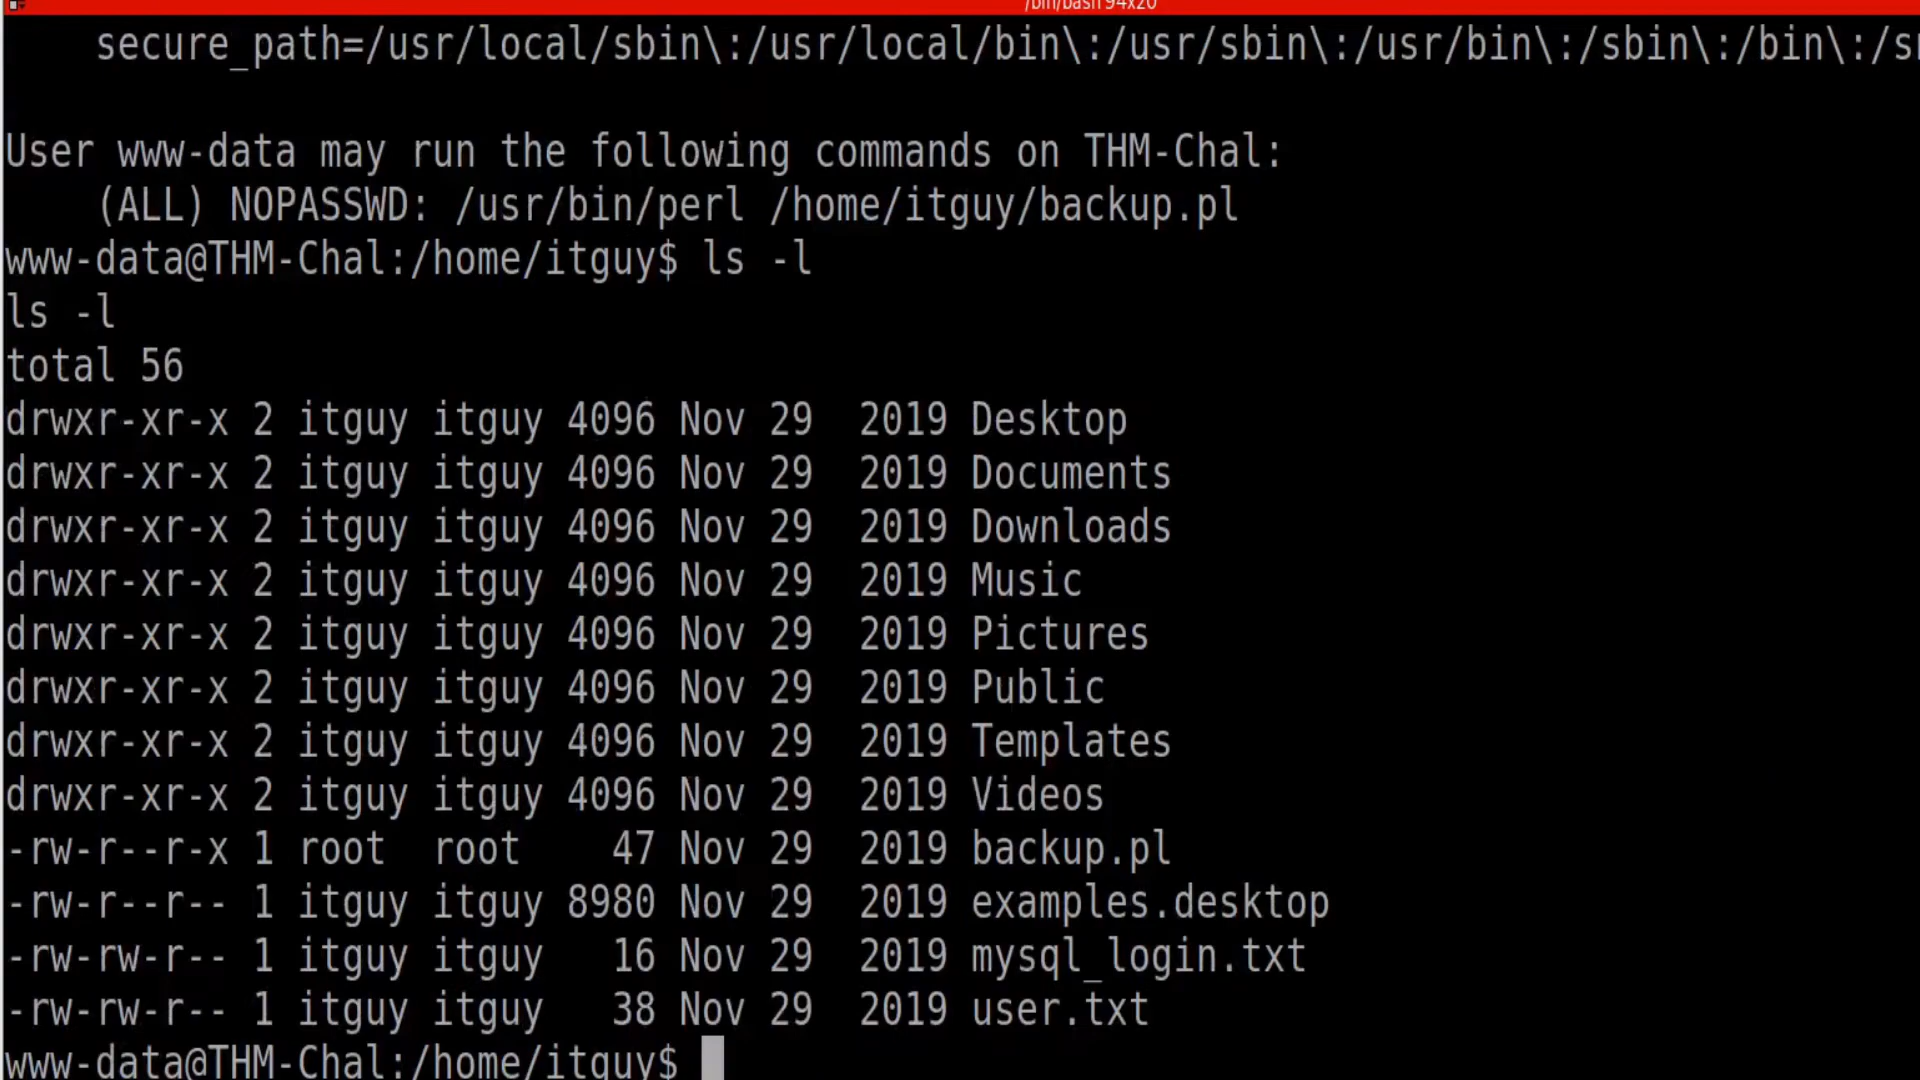 /bin/bash 94x20
secure_path=/usr/local/sbin\:/usr/local/bin\:/usr/sbin\:/usr/bin\:/sbin\:/bin\:/s
User www-data may run the following commands on THM-Chal:
(ALL) NOPASSWD: /usr/bin/perl /home/itguy/backup.pl
www-data@THM-Chal:/home/itguy$ ls -l
ls -l
total 56
drwxr-xr-x 2 itguy itguy 4096 Nov 29  2019 Desktop
drwxr-xr-x 2 itguy itguy 4096 Nov 29  2019 Documents
drwxr-xr-x 2 itguy itguy 4096 Nov 29  2019 Downloads
drwxr-xr-x 2 itguy itguy 4096 Nov 29  2019 Music
drwxr-xr-x 2 itguy itguy 4096 Nov 29  2019 Pictures
drwxr-xr-x 2 itguy itguy 4096 Nov 29  2019 Public
drwxr-xr-x 2 itguy itguy 4096 Nov 29  2019 Templates
drwxr-xr-x 2 itguy itguy 4096 Nov 29  2019 Videos
-rw-r--r-x 1 root  root    47 Nov 29  2019 backup.pl
-rw-r--r-- 1 itguy itguy 8980 Nov 29  2019 examples.desktop
-rw-rw-r-- 1 itguy itguy   16 Nov 29  2019 mysql_login.txt
-rw-rw-r-- 1 itguy itguy   38 Nov 29  2019 user.txt
www-data@THM-Chal:/home/itguy$